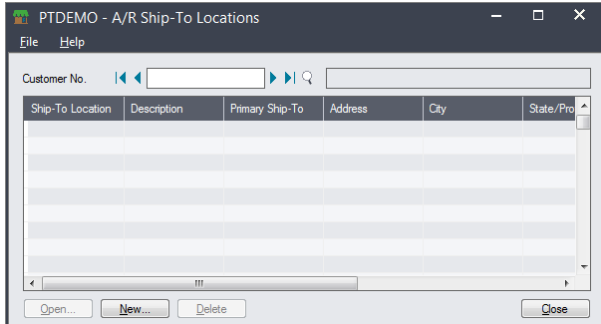 PTDEMO - A/R Ship-To Locations
File Help
Customer No.
Ship-To Location Description Primary Ship-To Address City State/Pro
Open... New... Delete Close